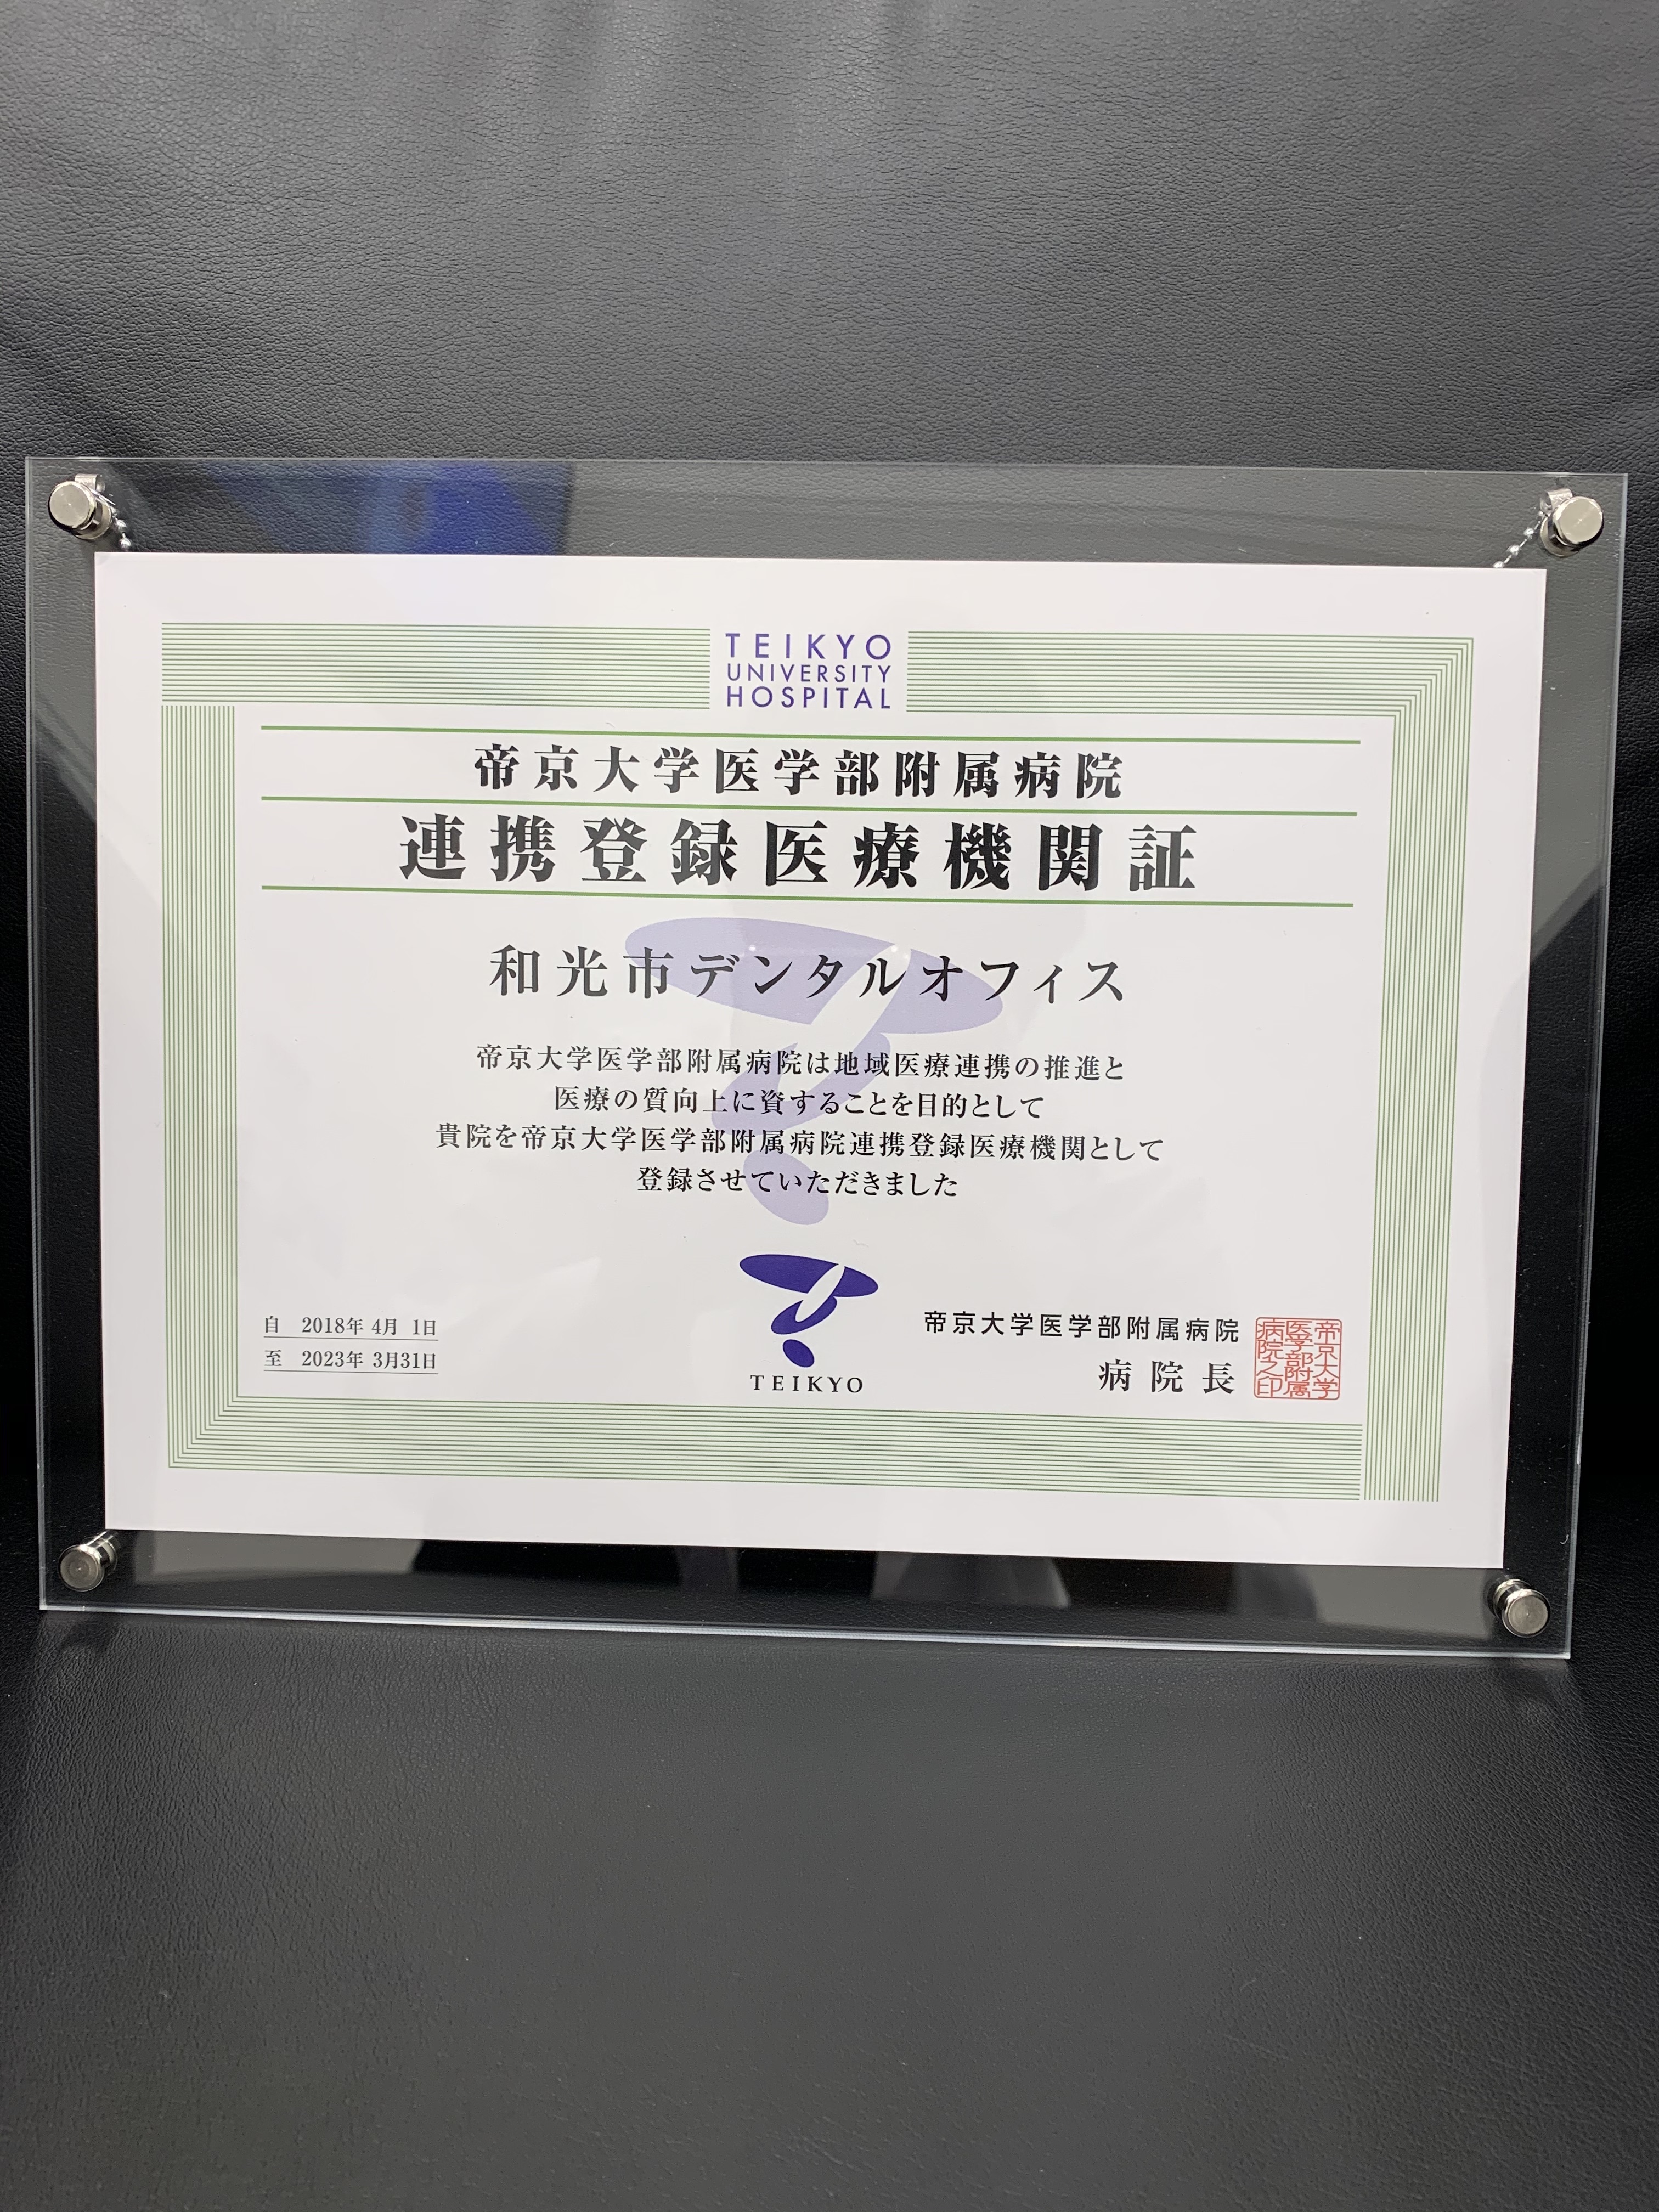 TEIKYO
UNIVERSITY
HOSPITAL
帝京大学医学部附属病院
連携登録医療機関証
和光市デンタルオフィス
帝京大学医学部附属病院は地域医療連携の推進と
医療の質向上に資することを目的として
貴院を帝京大学医学部附属病院連携登録医療機関として
登録させていただきました
自 2018年 4月 1日
至 2023年 3月31日
TEIKYO
帝京大学医学部附属病院
病院長
帝京大学
医学部附属
病院之印